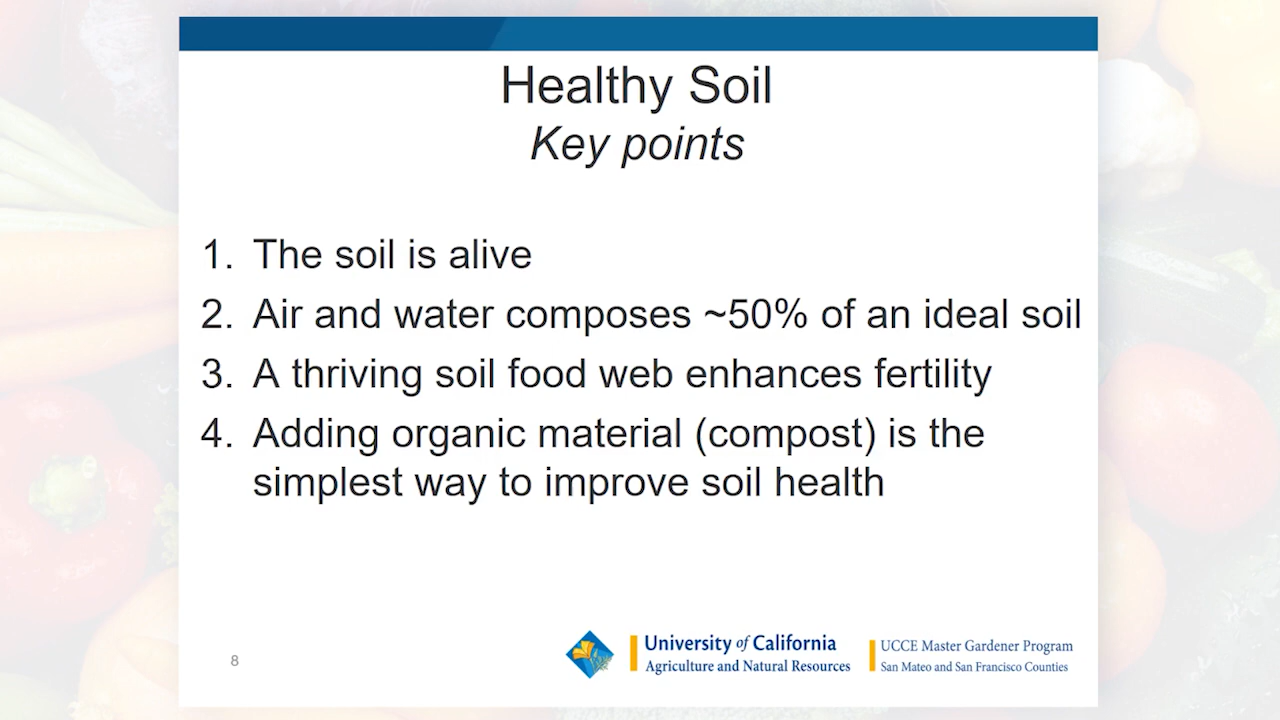 Healthy Soil
Key points
1. The soil is alive
2. Air and water composes ~50% of an ideal soil
3. A thriving soil food web enhances fertility
4. Adding organic material (compost) is the
simplest way to improve soil health
8
University of California
Agriculture and Natural Resources
UCCE Master Gardener Program
San Mateo and San Francisco Counties